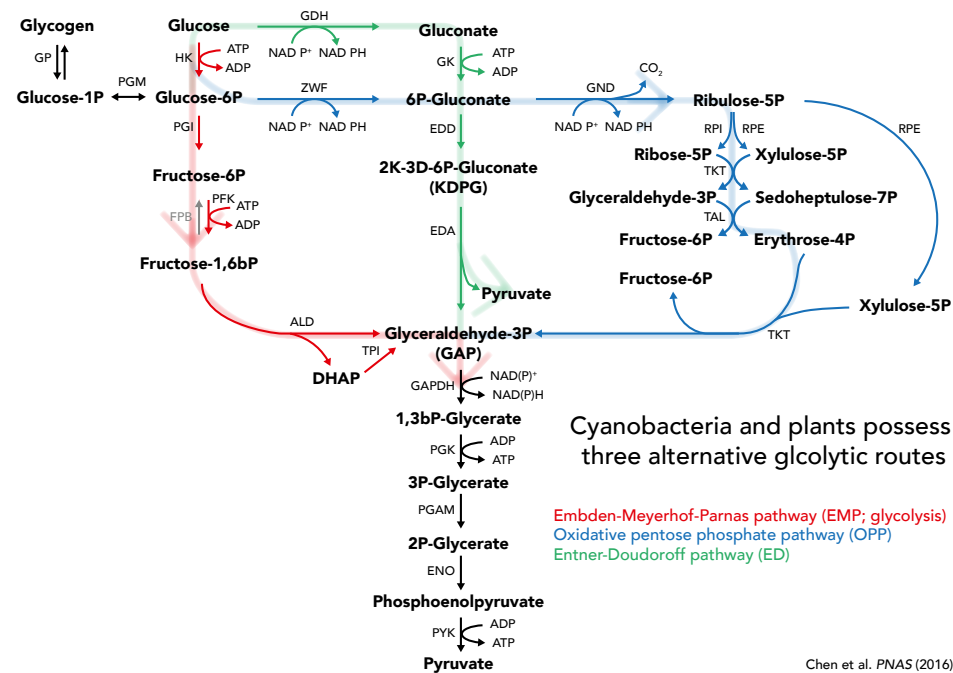 Glycogen
Glucose
GDH
Gluconate
GP
HK
ATP
ADP
NAD P⁺ NAD PH
GK
ATP
ADP
CO₂
Glucose-1P
PGM
Glucose-6P
ZWF
6P-Gluconate
GND
Ribulose-5P
PGI
NAD P⁺ NAD PH
EDD
NAD P⁺ NAD PH
RPI
RPE
RPE
Fructose-6P
2K-3D-6P-Gluconate
(KDPG)
Ribose-5P
Xylulose-5P
TKT
FPB
PFK
ATP
ADP
Glyceraldehyde-3P
Sedoheptulose-7P
TAL
EDA
Fructose-6P
Erythrose-4P
Fructose-1,6bP
Fructose-6P
Pyruvate
Xylulose-5P
ALD
Glyceraldehyde-3P
(GAP)
TKT
TPI
DHAP
GAPDH
NAD(P)⁺
NAD(P)H
1,3bP-Glycerate
PGK
ADP
ATP
Cyanobacteria and plants possess
three alternative glcolytic routes
3P-Glycerate
PGAM
Embden-Meyerhof-Parnas pathway (EMP; glycolysis)
Oxidative pentose phosphate pathway (OPP)
Entner-Doudoroff pathway (ED)
2P-Glycerate
ENO
Phosphoenolpyruvate
PYK
ADP
ATP
Pyruvate
Chen et al. PNAS (2016)